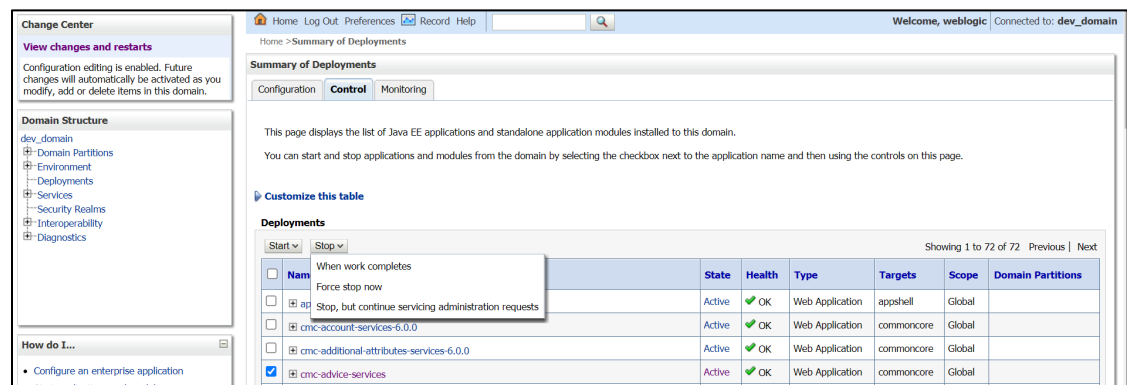 Change Center
View changes and restarts
Configuration editing is enabled. Future
changes will automatically be activated as you
modify, add or delete items in this domain.
Domain Structure
dev_domain
Domain Partitions
Environment
Deployments
Services
Security Realms
Interoperability
Diagnostics
How do I...
Configure an enterprise application
Home Log Out Preferences Record Help
Welcome, weblogic Connected to: dev_domain
Home >Summary of Deployments
Summary of Deployments
Configuration Control Monitoring
This page displays the list of Java EE applications and standalone application modules installed to this domain.
You can start and stop applications and modules from the domain by selecting the checkbox next to the application name and then using the controls on this page.
Customize this table
Deployments
Start Stop Showing 1 to 72 of 72 Previous | Next
When work completes
Force stop now
Stop, but continue servicing administration requests
State Health Type Targets Scope Domain Partitions
Active OK Web Application appshell Global
cmc-account-services-6.0.0 Active OK Web Application commoncore Global
cmc-additional-attributes-services-6.0.0 Active OK Web Application commoncore Global
cmc-advice-services Active OK Web Application commoncore Global